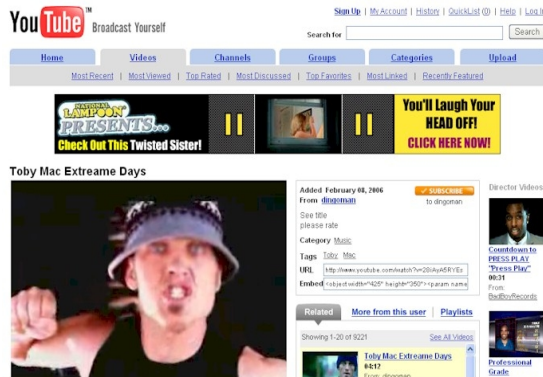 You Tube™ Broadcast Yourself
Sign Up | My Account | History | QuickList (0) | Help | Log In
Search for
Search
Home Videos Channels Groups Categories Upload
Most Recent | Most Viewed | Top Rated | Most Discussed | Top Favorites | Most Linked | Recently Featured
NATIONAL
LAMPOON
PRESENTS...
Check Out This Twisted Sister!
You'll Laugh Your
HEAD OFF!
CLICK HERE NOW!
Toby Mac Extreame Days
Added February 08, 2006
From dingoman
SUBSCRIBE
to dingoman
See title
please rate
Category Music
Tags Toby Mac
URL http://www.youtube.com/watch?v=
Embed <object width="425" height="350"><param name
Related More from this user | Playlists
Showing 1-20 of 9221 See All Videos
Toby Mac Extreame Days
04:12
From: dingoman
Director Videos
Countdown to
PRESS PLAY
"Press Play"
00:31
From:
BadBoyRecords
Professional
Grade